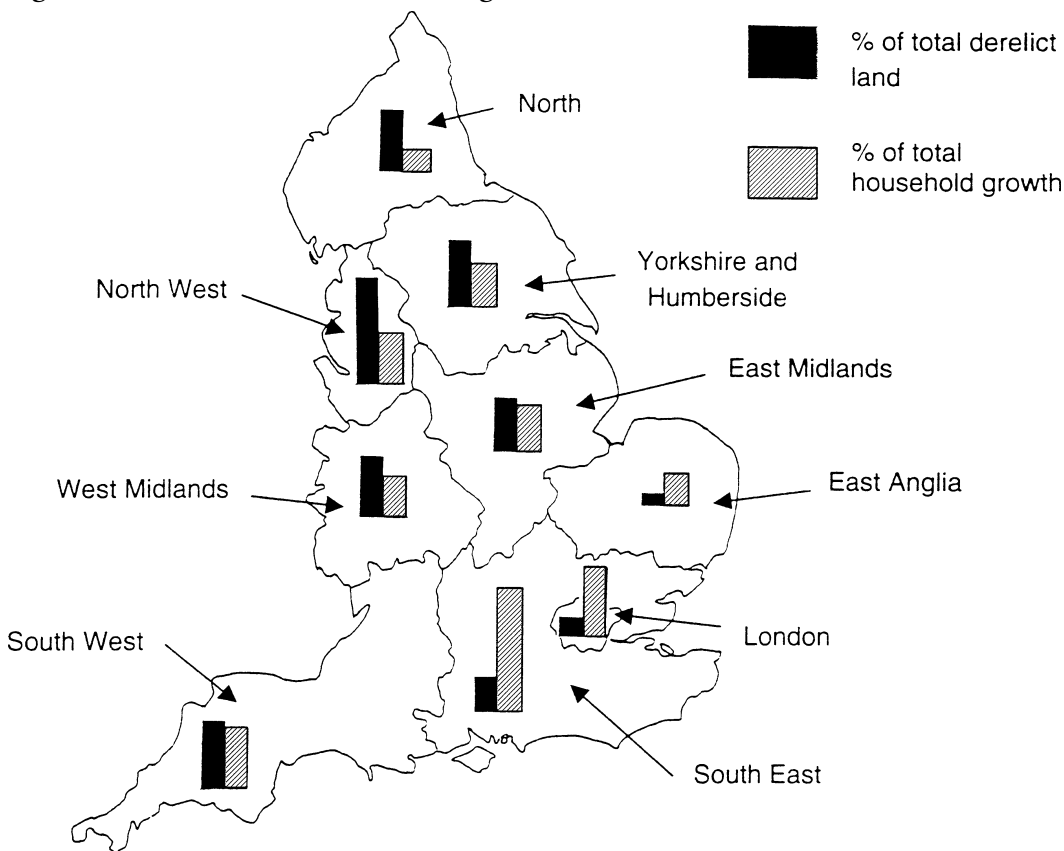 % of total derelict
land
North
% of total
household growth
Yorkshire and
Humberside
North West
East Midlands
West Midlands
East Anglia
South West
London
South East